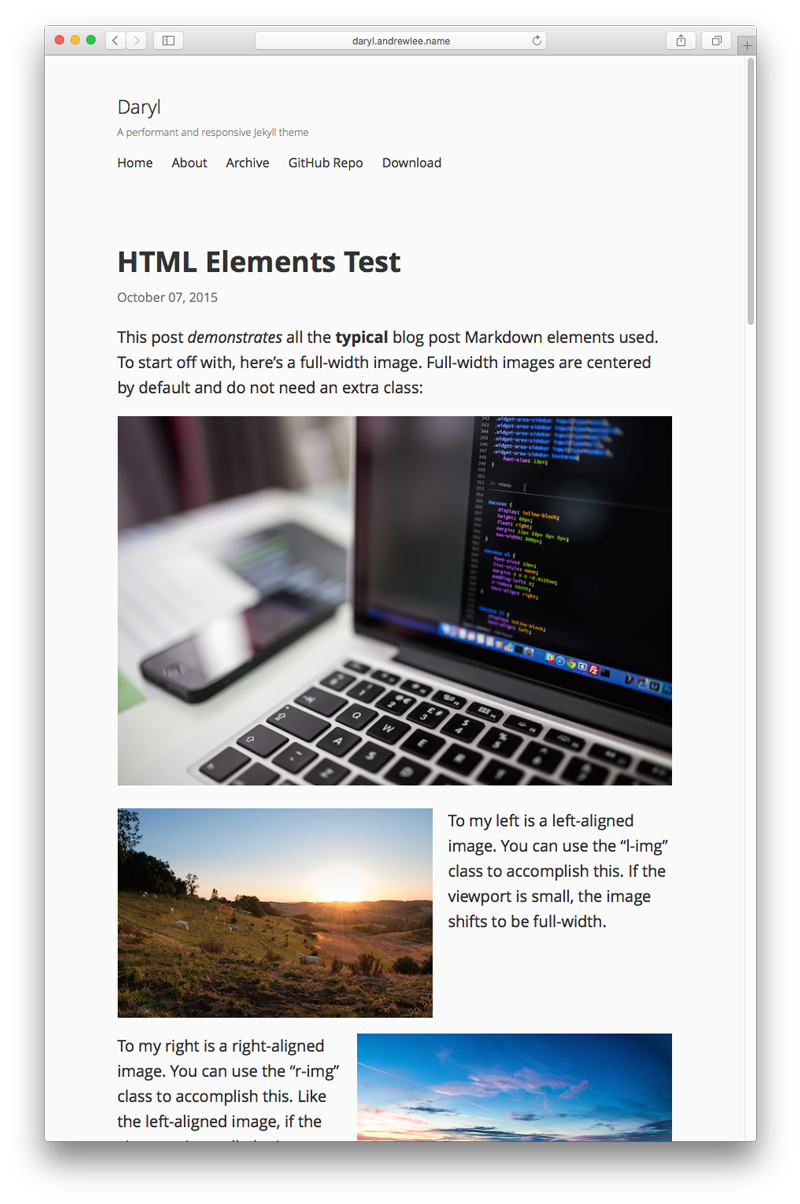 daryl.andrewlee.name
Daryl
A performant and responsive Jekyll theme
Home About Archive GitHub Repo Download
HTML Elements Test
October 07, 2015
This post demonstrates all the typical blog post Markdown elements used.
To start off with, here’s a full-width image. Full-width images are centered
by default and do not need an extra class:
To my left is a left-aligned
image. You can use the “l-img”
class to accomplish this. If the
viewport is small, the image
shifts to be full-width.
To my right is a right-aligned
image. You can use the “r-img”
class to accomplish this. Like
the left-aligned image, if the